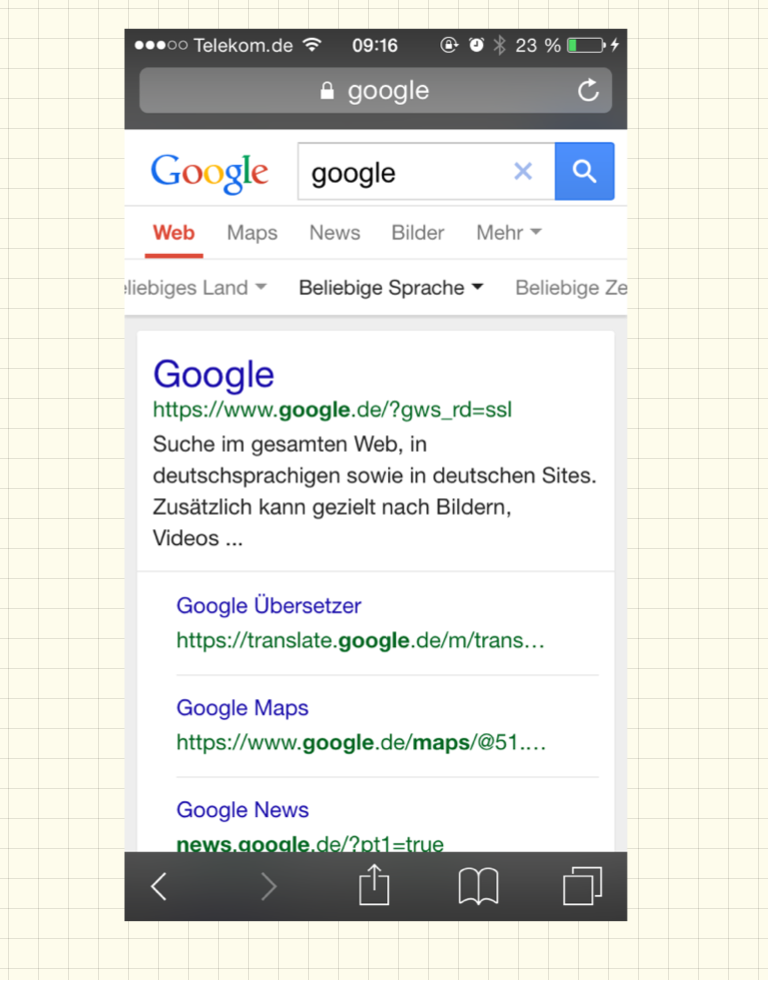 Telekom.de 09:16 23 %
google
Google google
Web Maps News Bilder Mehr
eliebiges Land Beliebige Sprache Beliebige Ze
Google
https://www.google.de/?gws_rd=ssl
Suche im gesamten Web, in
deutschsprachigen sowie in deutschen Sites.
Zusätzlich kann gezielt nach Bildern,
Videos ...
Google Übersetzer
https://translate.google.de/m/trans...
Google Maps
https://www.google.de/maps/@51....
Google News
news.google.de/?pt1=true